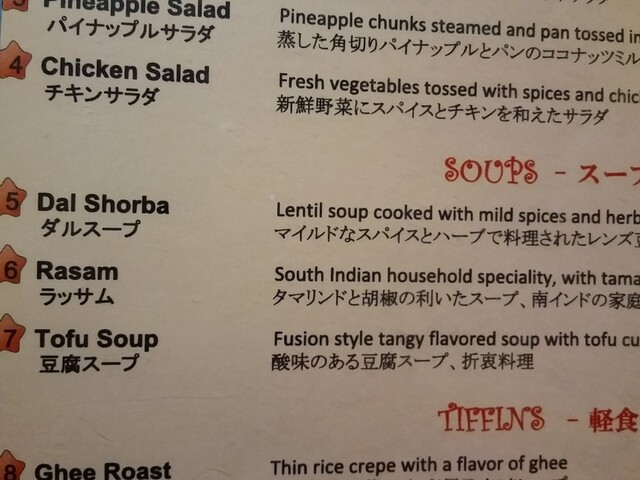 3 Pineapple Salad
パイナップルサラダ
Pineapple chunks steamed and pan tossed in
蒸した角切りパイナップルとパンのココナッツミル
4 Chicken Salad
チキンサラダ
Fresh vegetables tossed with spices and chic
新鮮野菜にスパイスとチキンを和えたサラダ
SOUPS - スープ
5 Dal Shorba
ダルスープ
Lentil soup cooked with mild spices and herb
マイルドなスパイスとハーブで料理されたレンズ豆
6 Rasam
ラッサム
South Indian household speciality, with tama
タマリンドと胡椒の利いたスープ、南インドの家庭
7 Tofu Soup
豆腐スープ
Fusion style tangy flavored soup with tofu cu
酸味のある豆腐スープ、折衷料理
TIFFINS - 軽食
8 Ghee Roast
Thin rice crepe with a flavor of ghee